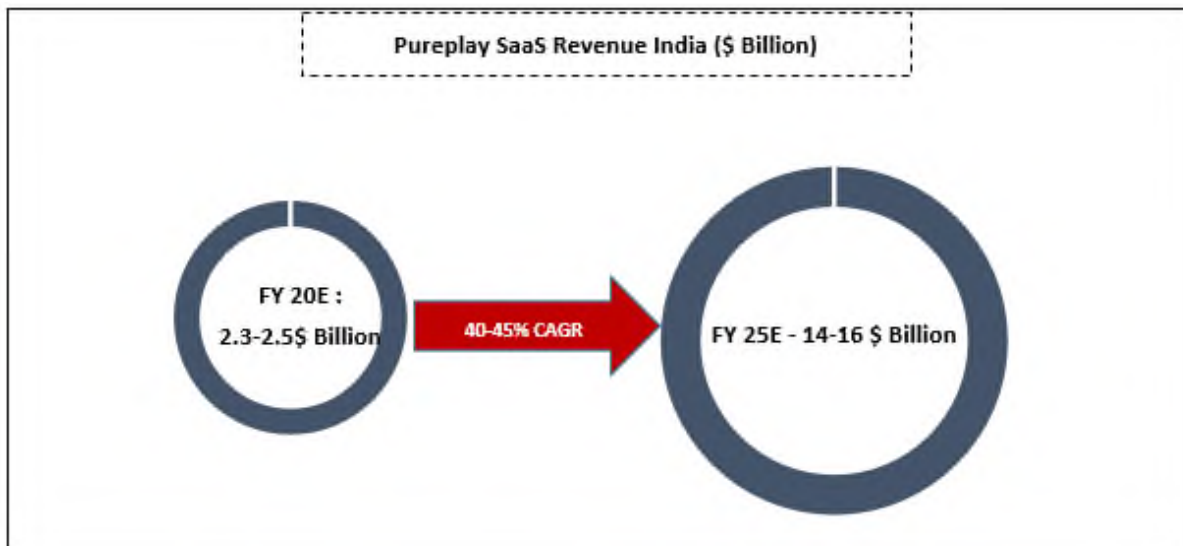 Pureplay SaaS Revenue India ($ Billion)
FY 20E :
2.3-2.5$ Billion
40-45% CAGR
FY 25E - 14-16 $ Billion